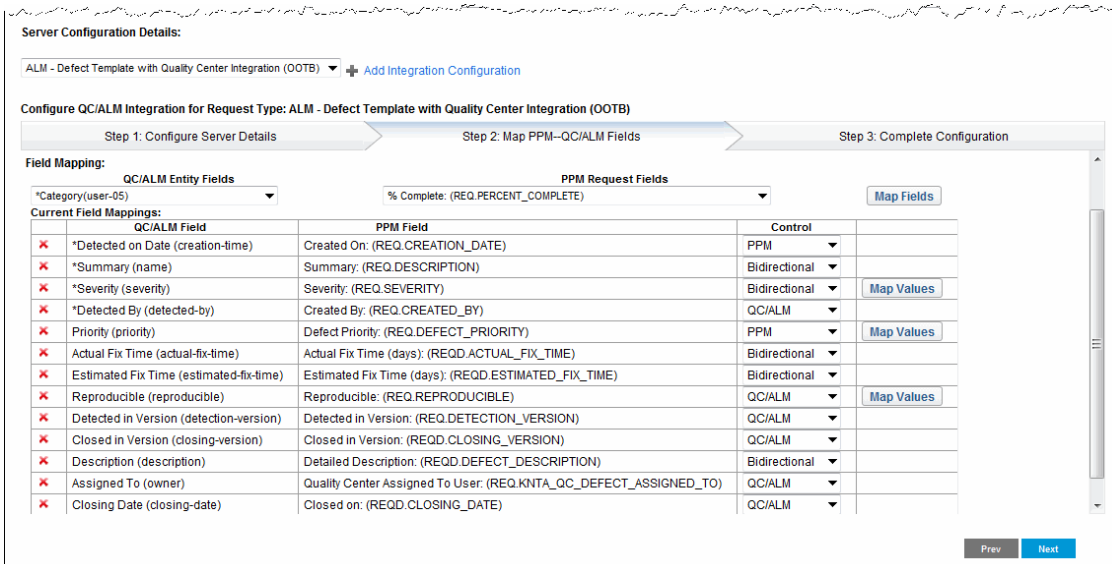 Server Configuration Details:
ALM - Defect Template with Quality Center Integration (OOTB) Add Integration Configuration
Configure QC/ALM Integration for Request Type: ALM - Defect Template with Quality Center Integration (OOTB)
Step 1: Configure Server Details Step 2: Map PPM--QC/ALM Fields Step 3: Complete Configuration
Field Mapping:
QC/ALM Entity Fields PPM Request Fields
*Category(user-05) % Complete: (REQ.PERCENT_COMPLETE) Map Fields
Current Field Mappings:
QC/ALM Field PPM Field Control
*Detected on Date (creation-time) Created On: (REQ.CREATION_DATE) PPM
*Summary (name) Summary: (REQ.DESCRIPTION) Bidirectional
*Severity (severity) Severity: (REQ.SEVERITY) Bidirectional Map Values
*Detected By (detected-by) Created By: (REQ.CREATED_BY) QC/ALM
Priority (priority) Defect Priority: (REQ.DEFECT_PRIORITY) PPM Map Values
Actual Fix Time (actual-fix-time) Actual Fix Time (days): (REQD.ACTUAL_FIX_TIME) Bidirectional
Estimated Fix Time (estimated-fix-time) Estimated Fix Time (days): (REQD.ESTIMATED_FIX_TIME) Bidirectional
Reproducible (reproducible) Reproducible: (REQ.REPRODUCIBLE) QC/ALM Map Values
Detected in Version (detection-version) Detected in Version: (REQ.DETECTION_VERSION) QC/ALM
Closed in Version (closing-version) Closed in Version: (REQD.CLOSING_VERSION) QC/ALM
Description (description) Detailed Description: (REQD.DEFECT_DESCRIPTION) Bidirectional
Assigned To (owner) Quality Center Assigned To User: (REQ.KNTA_QC_DEFECT_ASSIGNED_TO) QC/ALM
Closing Date (closing-date) Closed on: (REQD.CLOSING_DATE) QC/ALM
Prev Next